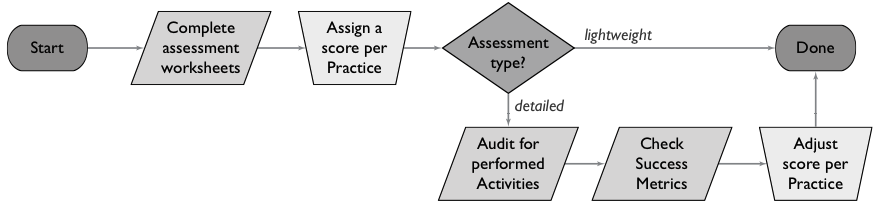 Start
Complete
assessment
worksheets
Assign a
score per
Practice
Assessment
type?
lightweight
Done
detailed
Audit for
performed
Activities
Check
Success
Metrics
Adjust
score per
Practice